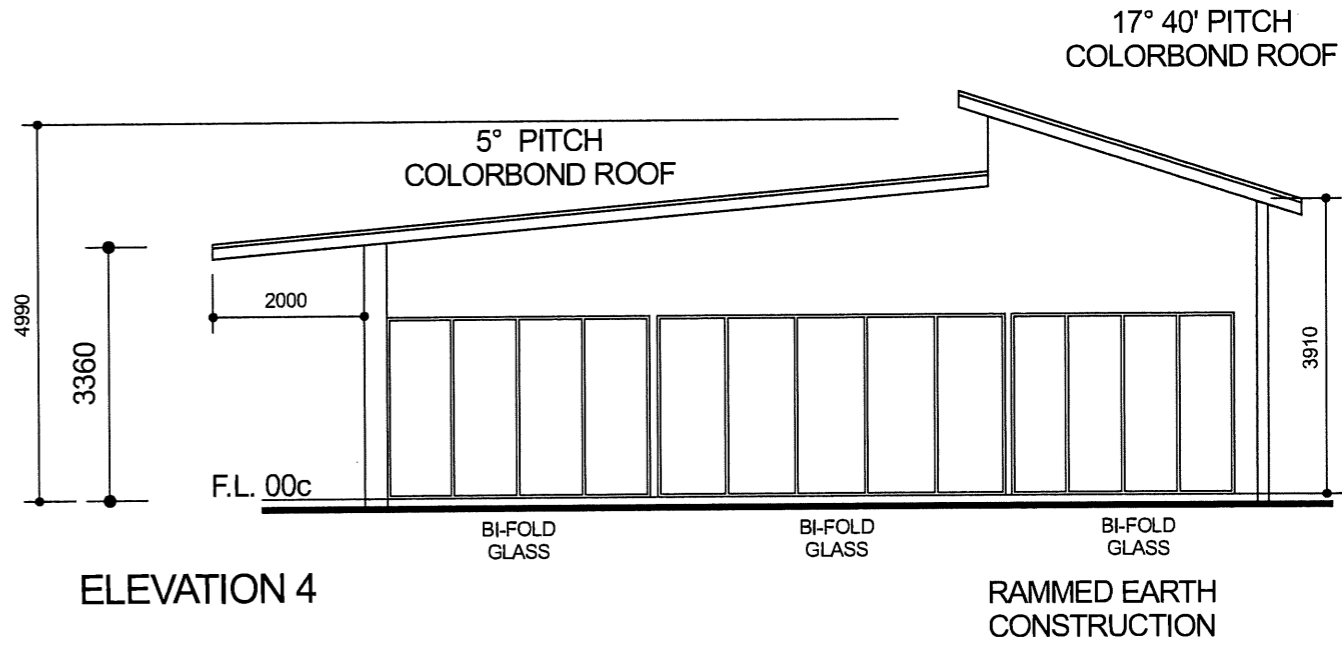 17° 40' PITCH
COLORBOND ROOF
5° PITCH
COLORBOND ROOF
4990
3360
2000
3910
F.L. 00c
BI-FOLD
GLASS
BI-FOLD
GLASS
BI-FOLD
GLASS
ELEVATION 4
RAMMED EARTH
CONSTRUCTION